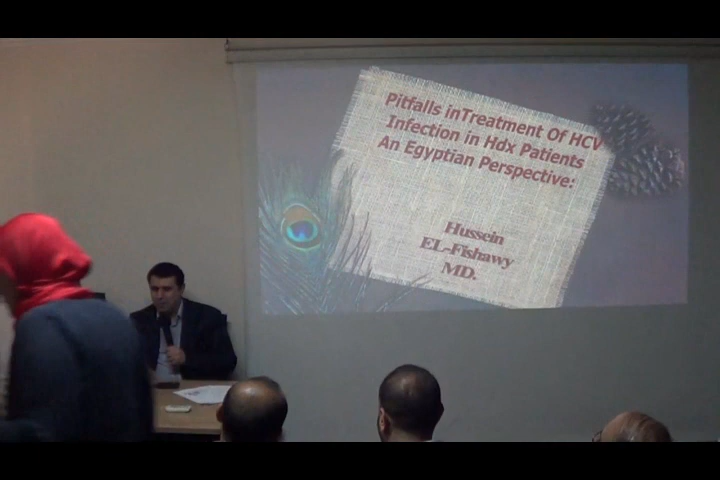 Pitfalls inTreatment Of HCV
Infection in Hdx Patients
An Egyptian Perspective:
Hussein
EL-Fishawy
MD.